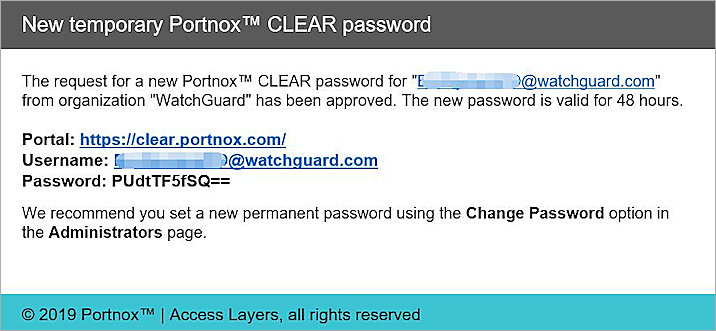 New temporary Portnox™ CLEAR password
The request for a new Portnox™ CLEAR password for "@watchguard.com"
from organization "WatchGuard" has been approved. The new password is valid for 48 hours.
Portal: https://clear.portnox.com/
Username: @watchguard.com
Password: PUdtTF5fSQ==
We recommend you set a new permanent password using the Change Password option in
the Administrators page.
© 2019 Portnox™ | Access Layers, all rights reserved